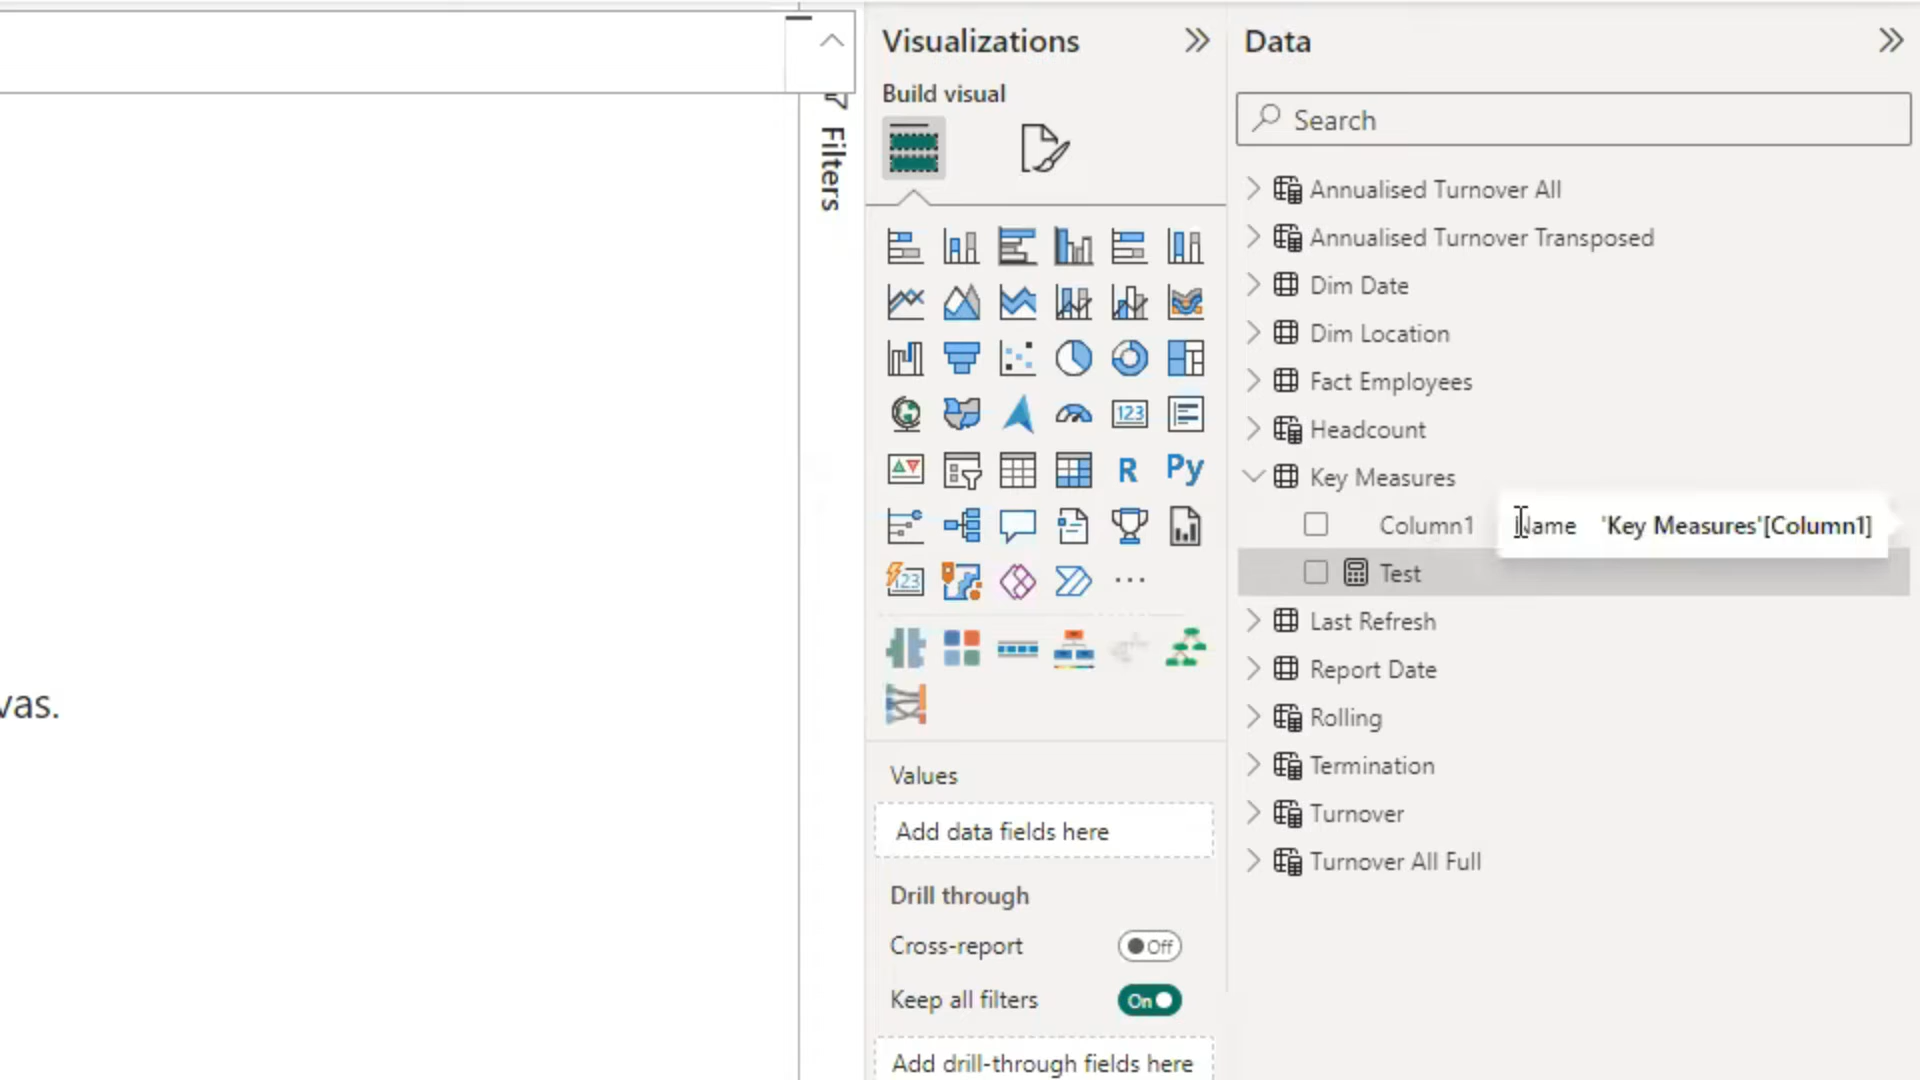 Visualizations
Build visual
Filters
123
R
Py
123
...
Values
Add data fields here
Drill through
Cross-report
Off
Keep all filters
On
Add drill-through fields here
Data
Search
Annualised Turnover All
Annualised Turnover Transposed
Dim Date
Dim Location
Fact Employees
Headcount
Key Measures
Column1
Name 'Key Measures'[Column1]
Test
Last Refresh
Report Date
Rolling
Termination
Turnover
Turnover All Full
vas.